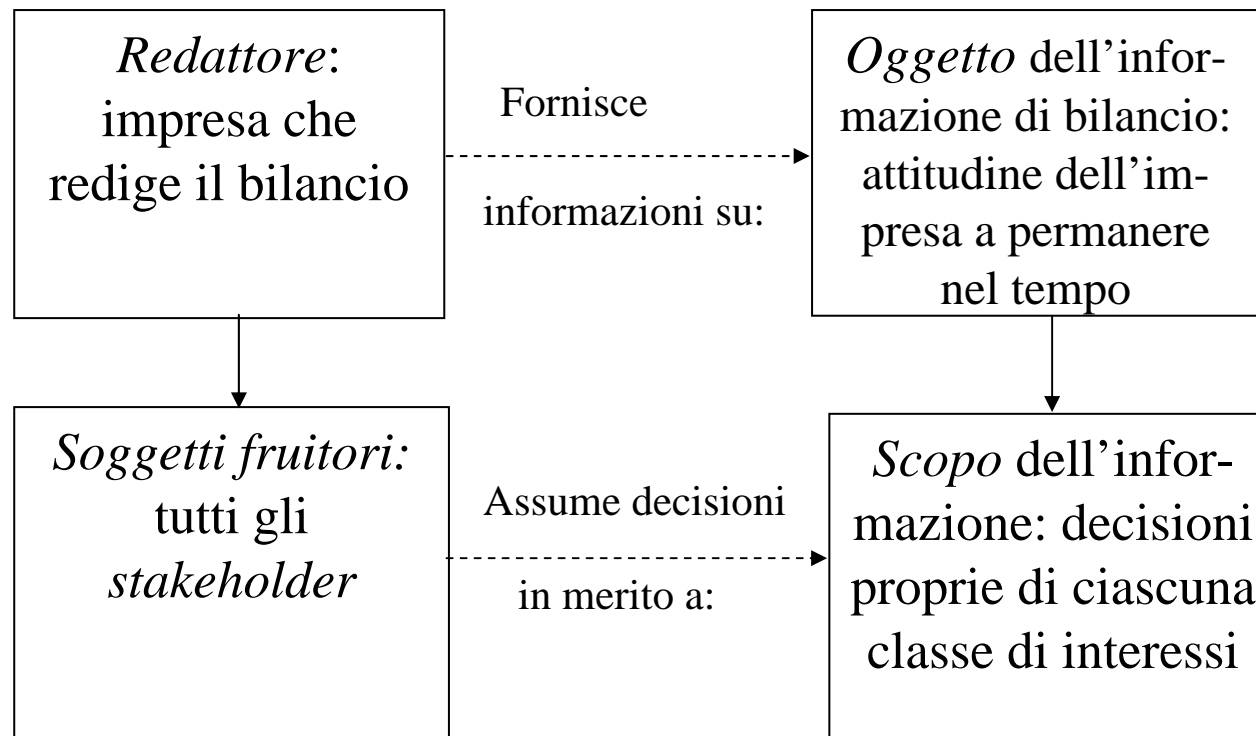 Redattore:
impresa che
redige il bilancio
Fornisce
informazioni su:
Oggetto dell’infor-
mazione di bilancio:
attitudine dell’im-
presa a permanere
nel tempo
Soggetti fruitori:
tutti gli
stakeholder
Assume decisioni
in merito a:
Scopo dell’infor-
mazione: decisioni
proprie di ciascuna
classe di interessi